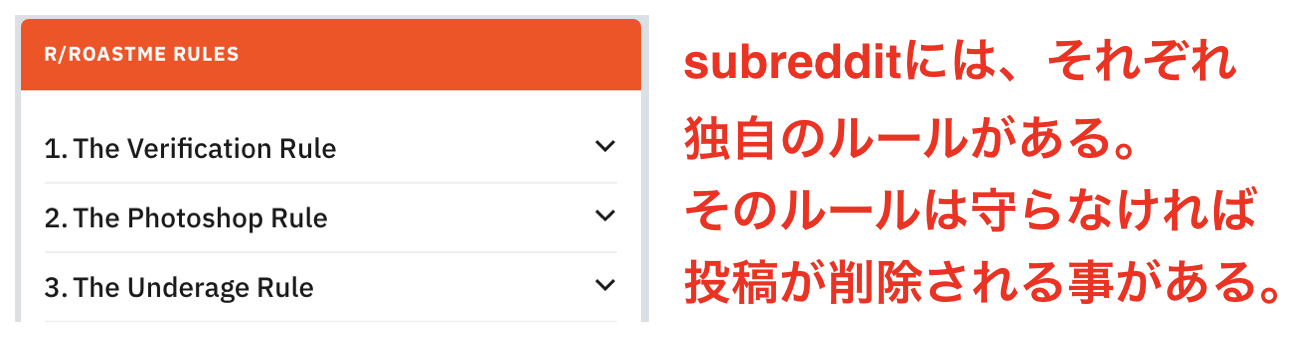 R/ROASTME RULES
1. The Verification Rule
2. The Photoshop Rule
3. The Underage Rule
subredditには、それぞれ
独自のルールがある。
そのルールは守らなければ
投稿が削除される事がある。